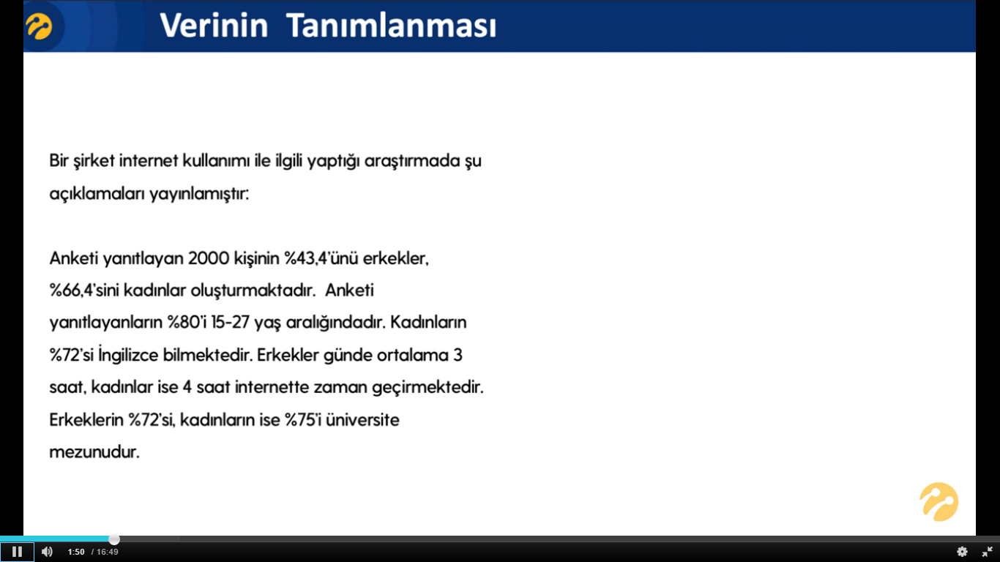 Verinin Tanımlanması
Bir şirket internet kullanımı ile ilgili yaptığı araştırmada şu
açıklamaları yayınlamıştır:
Anketi yanıtlayan 2000 kişinin %43,4'ünü erkekler,
%66,4'sini kadınlar oluşturmaktadır. Anketi
yanıtlayanların %80'i 15-27 yaş aralığındadır. Kadınların
%72'si İngilizce bilmektedir. Erkekler günde ortalama 3
saat, kadınlar ise 4 saat internette zaman geçirmektedir.
Erkeklerin %72'si, kadınların ise %75'i üniversite
mezunudur.
1:50 / 16:49